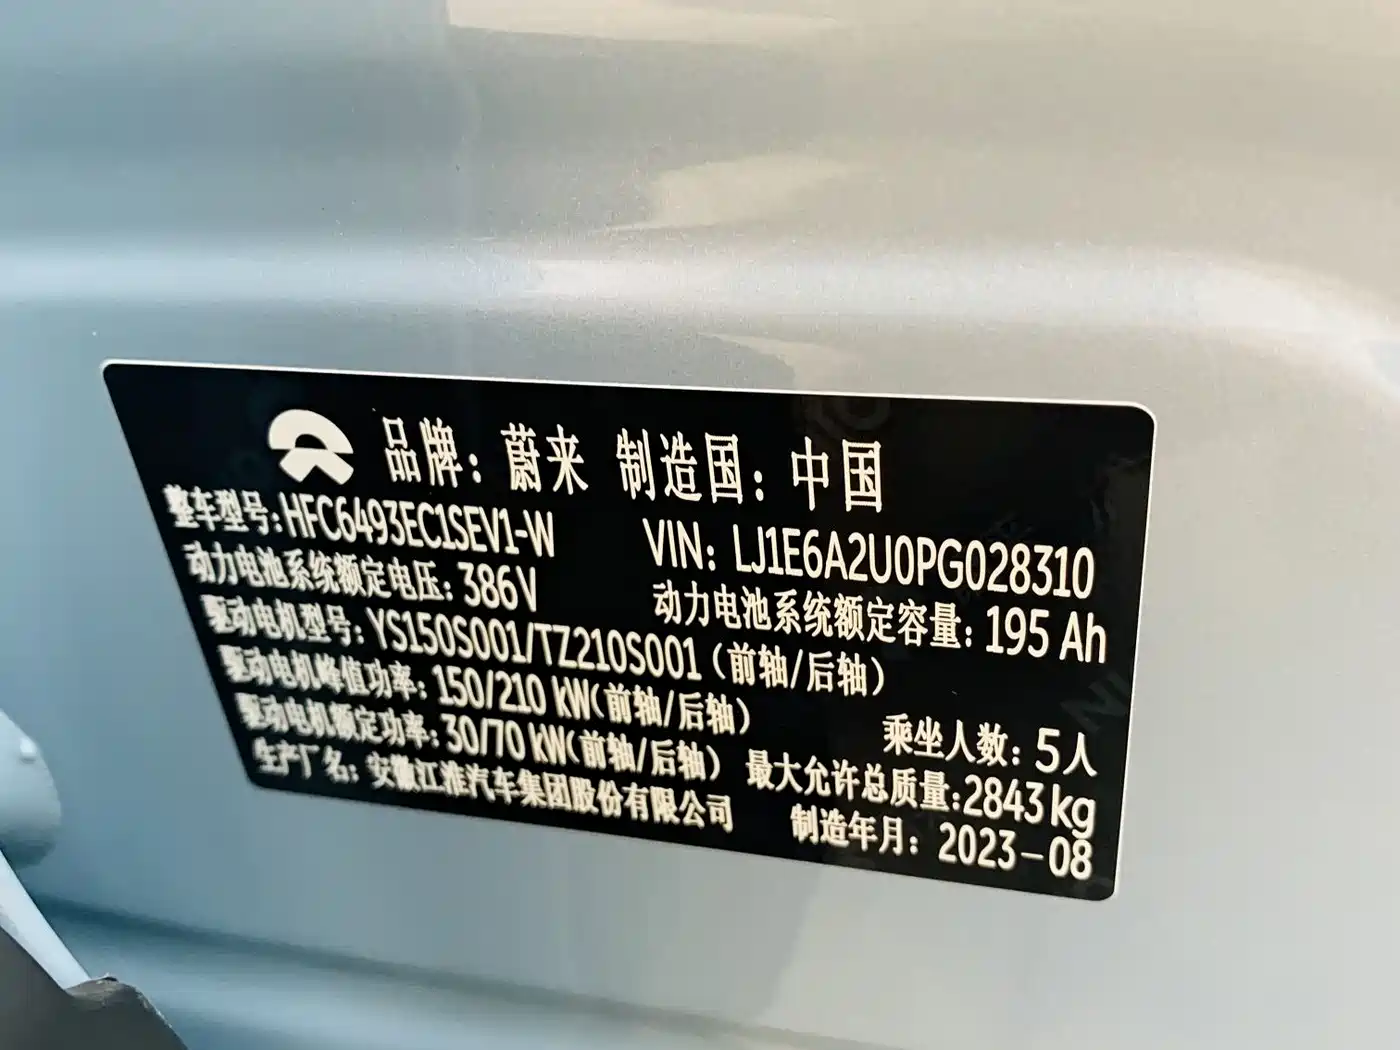 品牌：蔚来 制造国：中国
整车型号：HFC6493EC1SEV1-W VIN：LJ1E6A2U0PG028310
动力电池系统额定电压：386V 动力电池系统额定容量：195 Ah
驱动电机型号：YS150S001/TZ210S001（前轴/后轴）
驱动电机峰值功率：150/210 kW（前轴/后轴） 乘坐人数：5人
驱动电机额定功率：30/70 kW（前轴/后轴） 最大允许总质量：2843kg
生产厂名：安徽江淮汽车集团股份有限公司 制造年月：2023-08